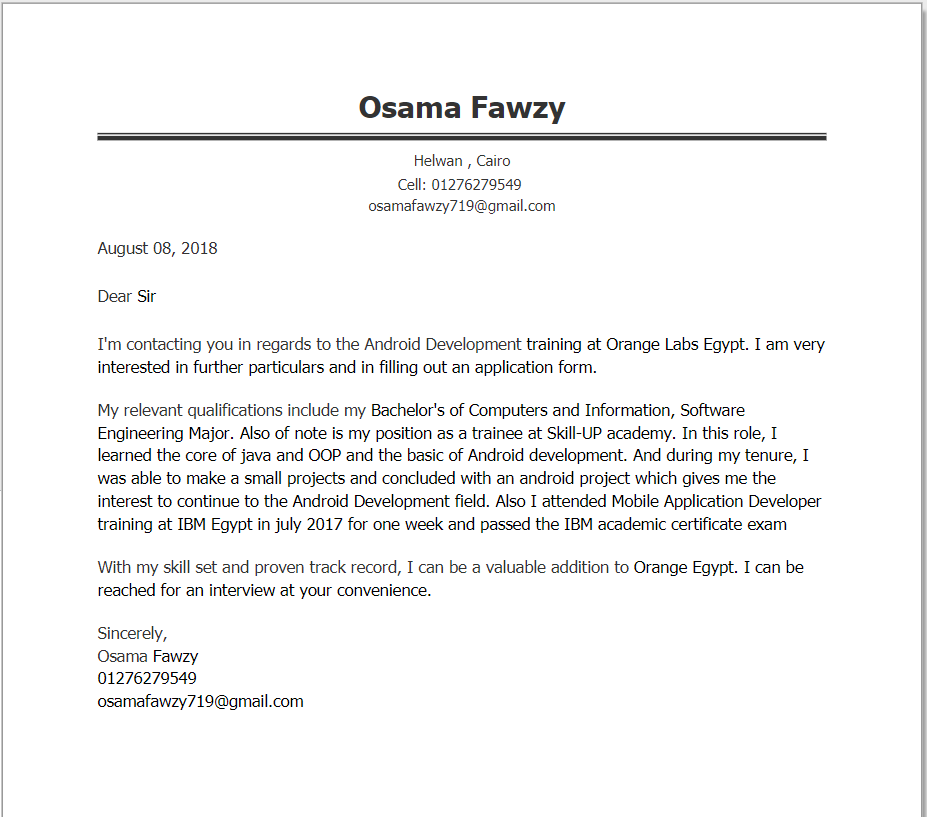 Osama Fawzy
Helwan , Cairo
Cell: 01276279549
osamafawzy719@gmail.com
August 08, 2018
Dear Sir
I'm contacting you in regards to the Android Development training at Orange Labs Egypt. I am very
interested in further particulars and in filling out an application form.
My relevant qualifications include my Bachelor's of Computers and Information, Software
Engineering Major. Also of note is my position as a trainee at Skill-UP academy. In this role, I
learned the core of java and OOP and the basic of Android development. And during my tenure, I
was able to make a small projects and concluded with an android project which gives me the
interest to continue to the Android Development field. Also I attended Mobile Application Developer
training at IBM Egypt in july 2017 for one week and passed the IBM academic certificate exam
With my skill set and proven track record, I can be a valuable addition to Orange Egypt. I can be
reached for an interview at your convenience.
Sincerely,
Osama Fawzy
01276279549
osamafawzy719@gmail.com